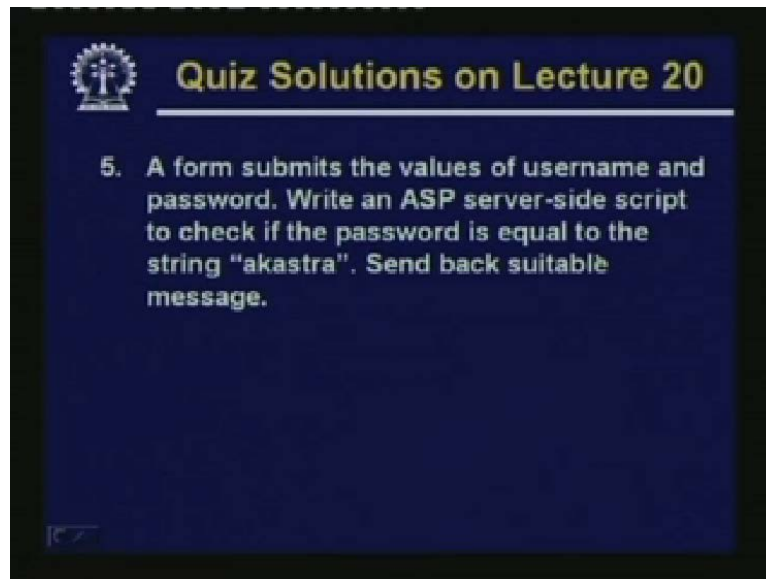 Quiz Solutions on Lecture 20
5. A form submits the values of username and
password. Write an ASP server-side script
to check if the password is equal to the
string "akastra". Send back suitable
message.